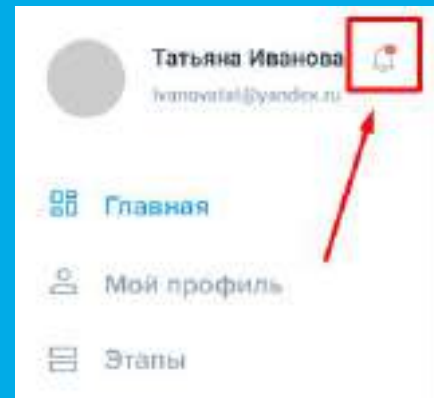 Татьяна Иванова
ivanovatat@yandex.ru
Главная
Мой профиль
Этапы